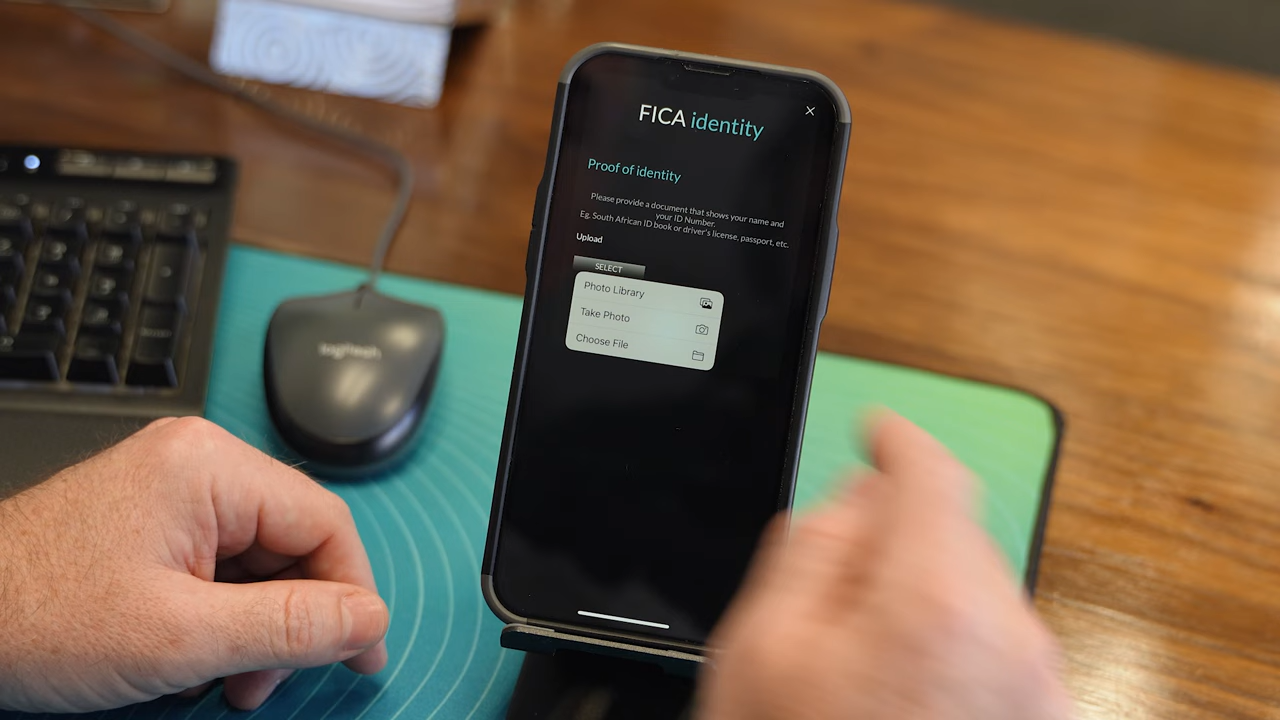 FICA identity
Proof of identity
Please provide a document that shows your name and
your ID Number.
Eg. South African ID book or driver's license, passport, etc.
Upload
SELECT
Photo Library
Take Photo
Choose File
logitech